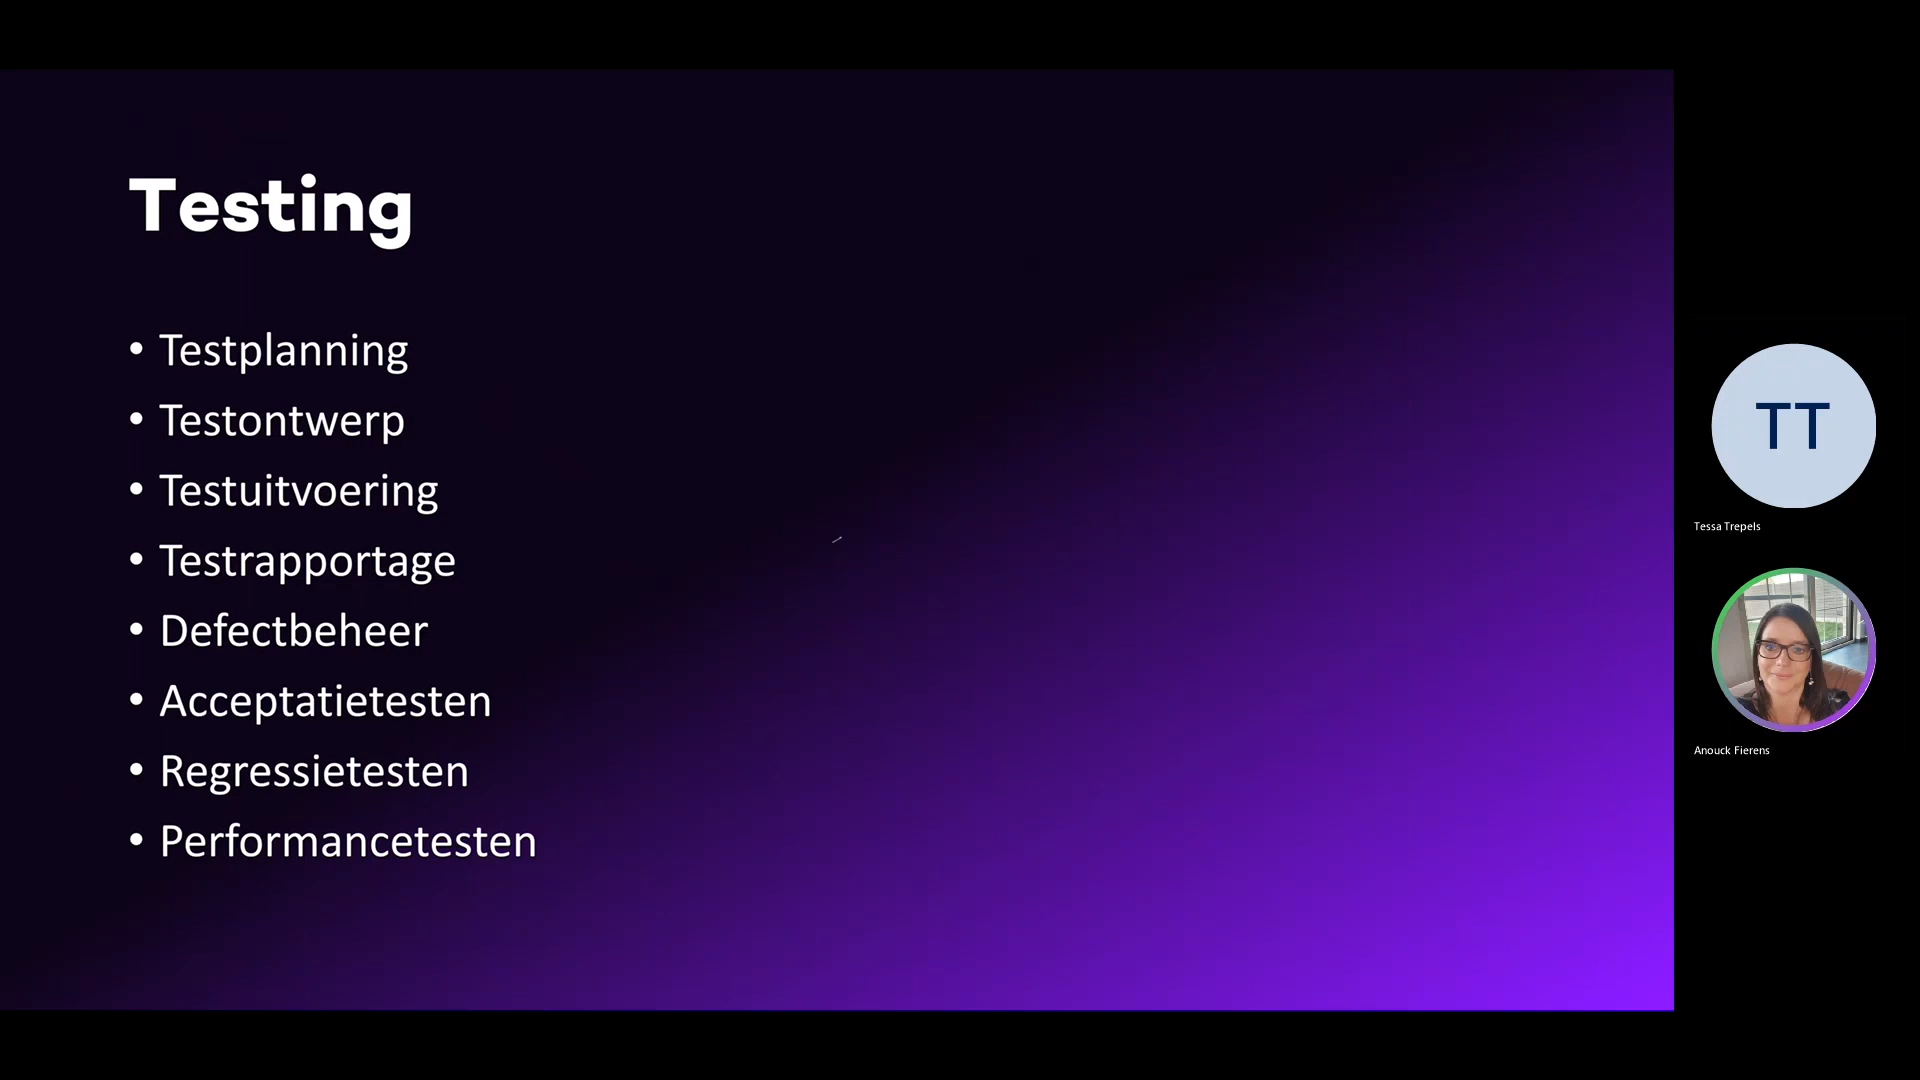 Testing
• Testplanning
• Testontwerp
• Testuitvoering
• Testrapportage
• Defectbeheer
• Acceptatietesten
• Regressietesten
• Performancetesten
TT
Tessa Trepels
Anouck Fierens